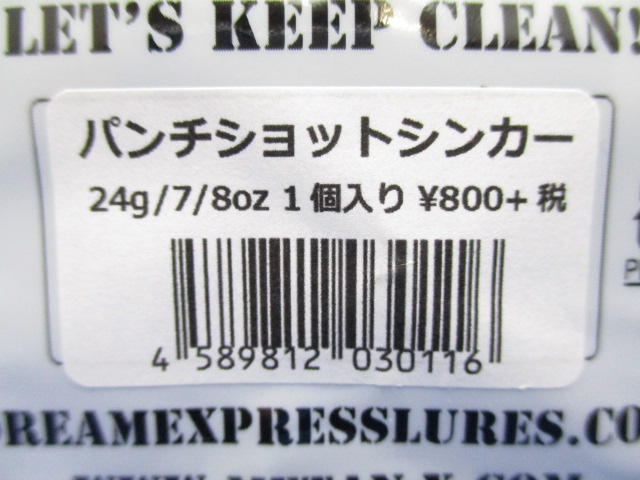 LET'S KEEP CLEAN!
パンチショットシンカー
24g/7/8oz 1個入り ¥800+税
4 589812 030116
DREAMEXPRESSLURES.CO